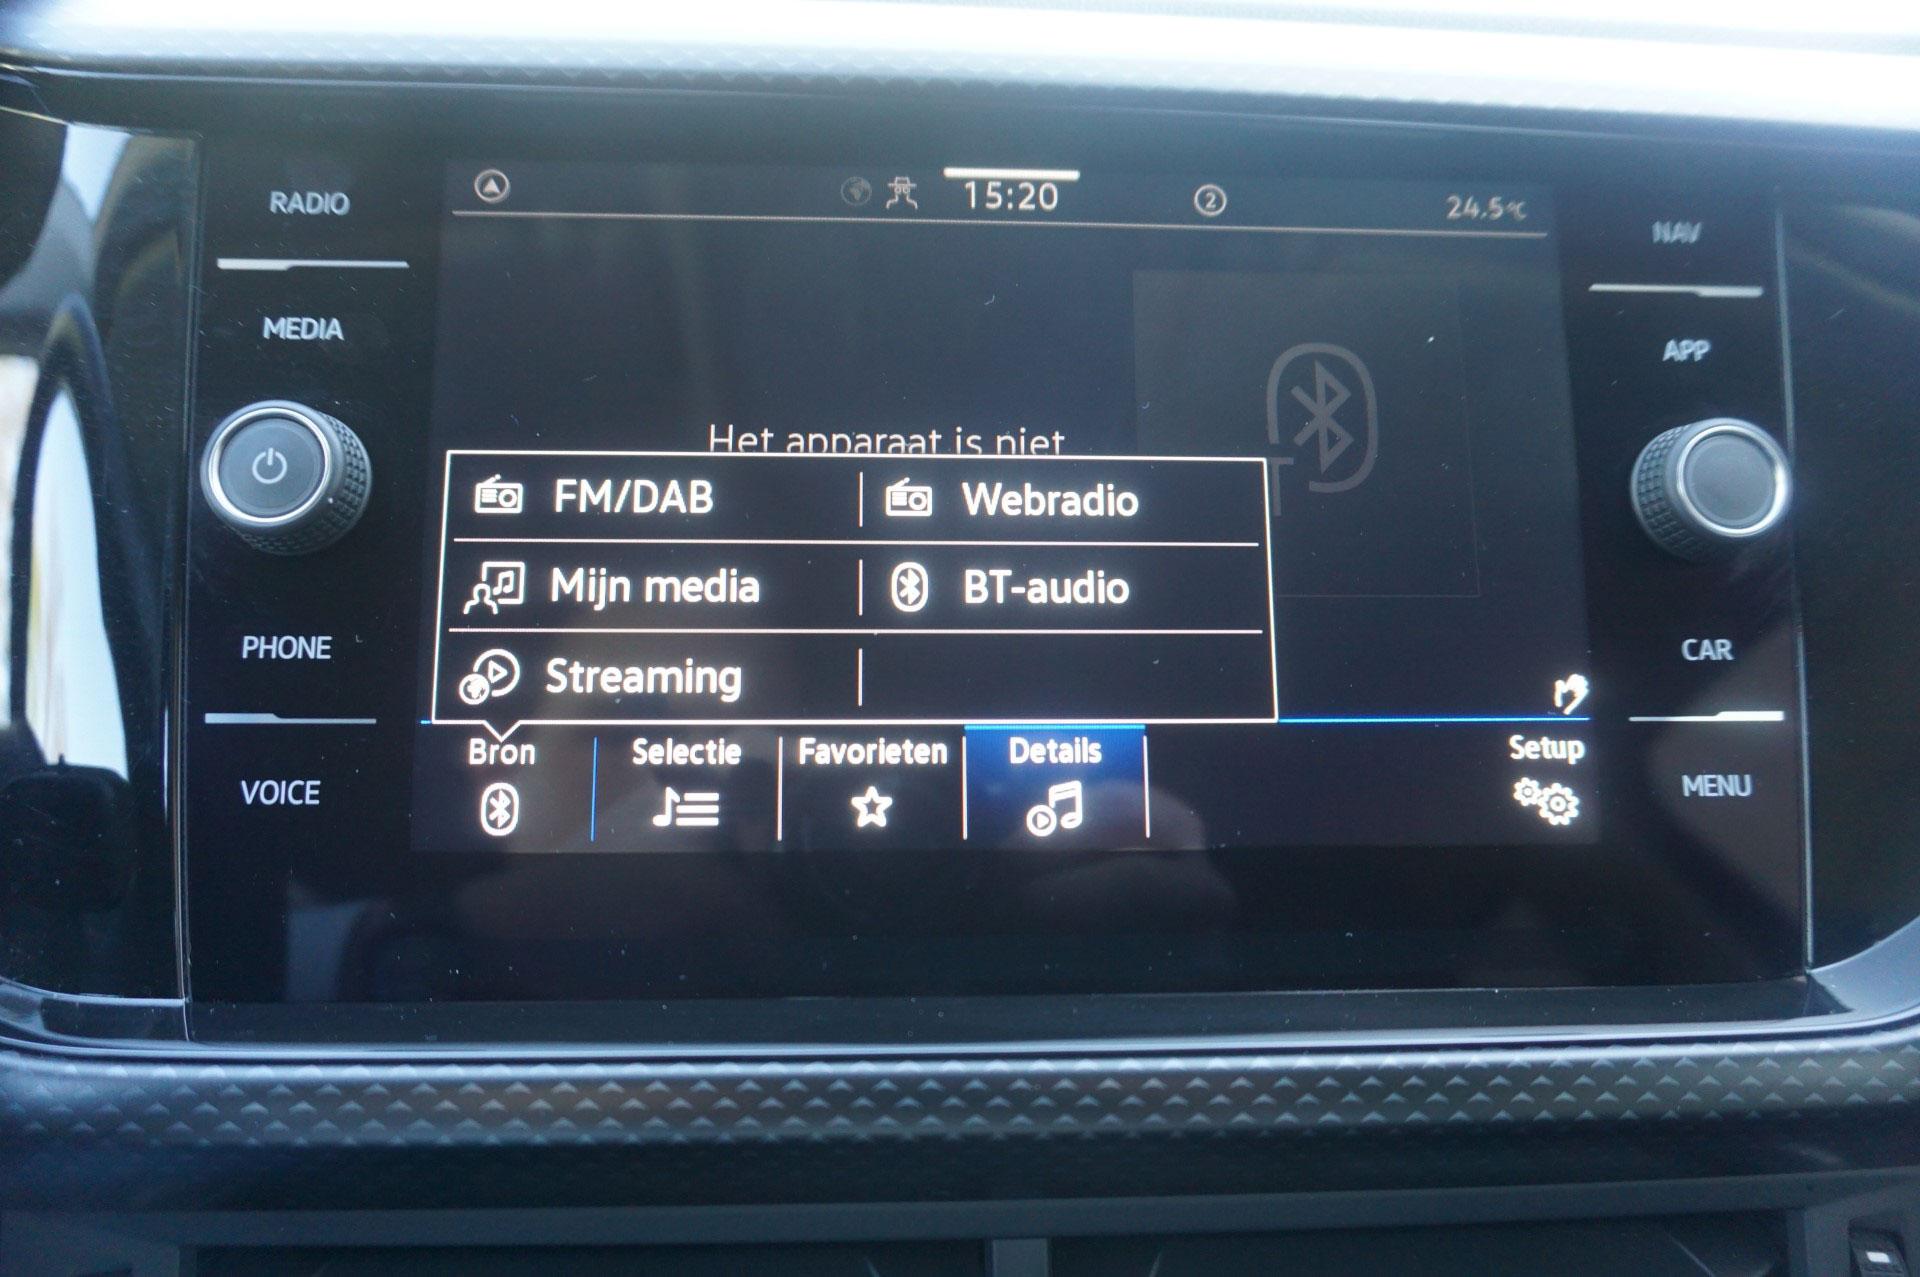 RADIO
MEDIA
PHONE
VOICE
15:20
2
24.5°C
Het apparaat is niet
FM/DAB
Webradio
Mijn media
BT-audio
Streaming
Bron
Selectie
Favorieten
Details
Setup
NAV
APP
CAR
MENU